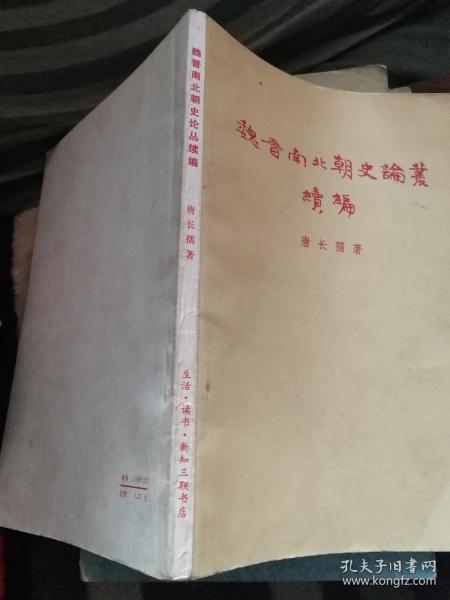 魏晋南北朝史論叢
續編
唐长孺著
魏晋南北朝史论丛续编
唐长孺著
生活·读书·新知三联书店
孔夫子旧书网
www.kongfz.com